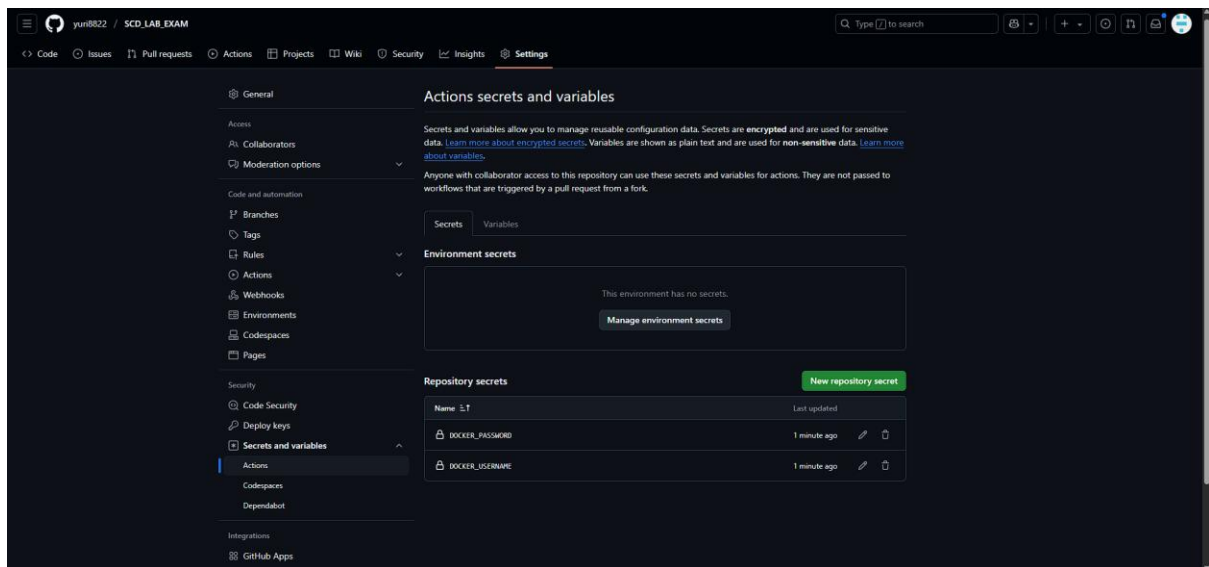 yuri8822 / SCD_LAB_EXAM
Type / to search
Code Issues Pull requests Actions Projects Wiki Security Insights Settings
General
Access
Collaborators
Moderation options
Code and automation
Branches
Tags
Rules
Actions
Webhooks
Environments
Codespaces
Pages
Security
Code Security
Deploy keys
Secrets and variables
Actions
Codespaces
Dependabot
Integrations
GitHub Apps
Actions secrets and variables
Secrets and variables allow you to manage reusable configuration data. Secrets are encrypted and are used for sensitive
data. Learn more about encrypted secrets. Variables are shown as plain text and are used for non-sensitive data. Learn more
about variables.
Anyone with collaborator access to this repository can use these secrets and variables for actions. They are not passed to
workflows that are triggered by a pull request from a fork.
Secrets Variables
Environment secrets
This environment has no secrets.
Manage environment secrets
Repository secrets New repository secret
Name Last updated
DOCKER_PASSWORD 1 minute ago
DOCKER_USERNAME 1 minute ago